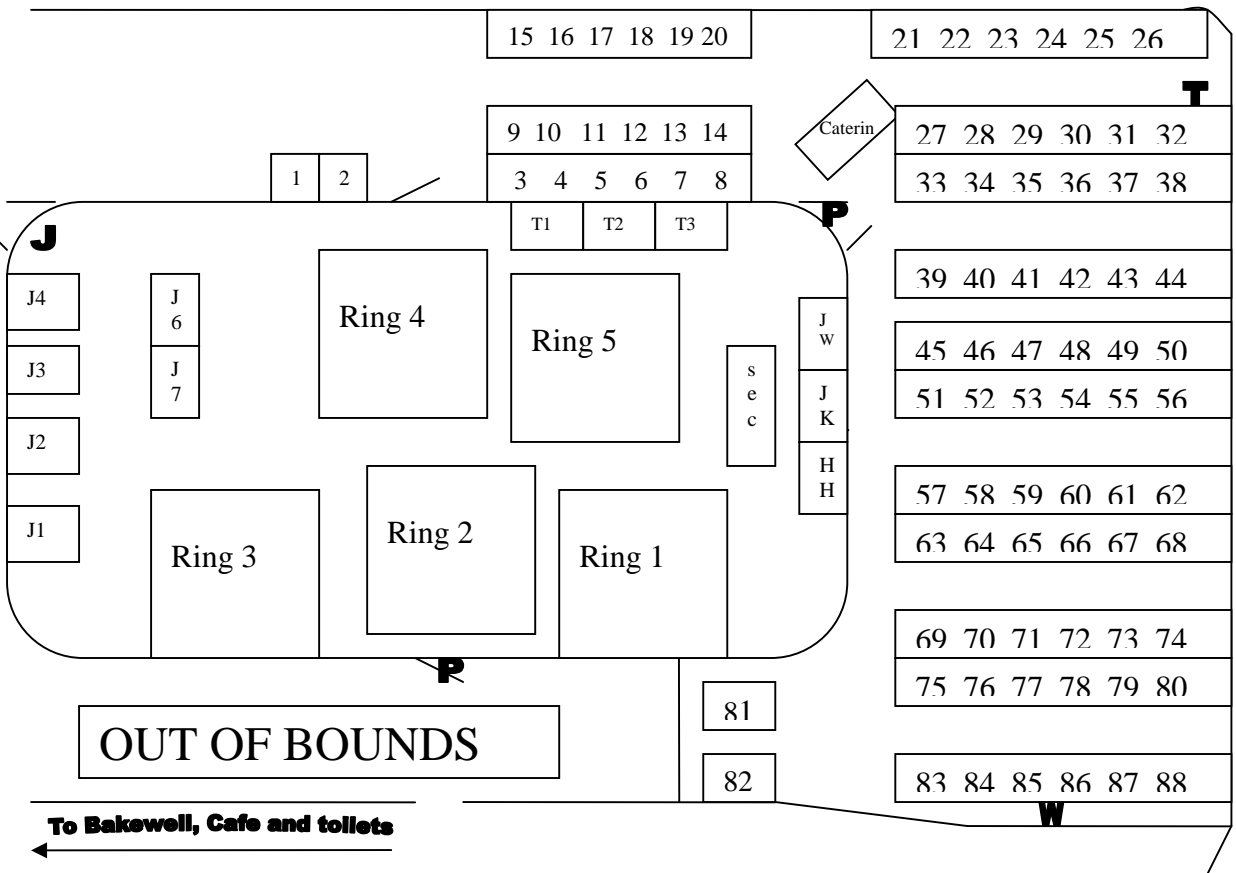 15 16 17 18 19 20
21 22 23 24 25 26
T
9 10 11 12 13 14
Caterin
27 28 29 30 31 32
1 2
3 4 5 6 7 8
33 34 35 36 37 38
J
T1 T2 T3
P
J4
J
6
Ring 4
Ring 5
J
W
39 40 41 42 43 44
J3
J
7
s
e
c
J
K
45 46 47 48 49 50
51 52 53 54 55 56
J2
H
H
57 58 59 60 61 62
J1
Ring 3
Ring 2
Ring 1
63 64 65 66 67 68
69 70 71 72 73 74
P
75 76 77 78 79 80
81
OUT OF BOUNDS
82
83 84 85 86 87 88
W
To Bakewell, Cafe and toilets